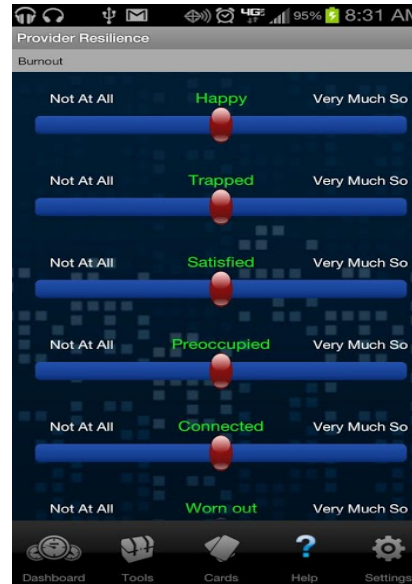 4G 95% 8:31 AM
Provider Resilience
Burnout
Not At All Happy Very Much So
Not At All Trapped Very Much So
Not At All Satisfied Very Much So
Not At All Preoccupied Very Much So
Not At All Connected Very Much So
Not At All Worn out Very Much So
?
Dashboard Tools Cards Help Settings